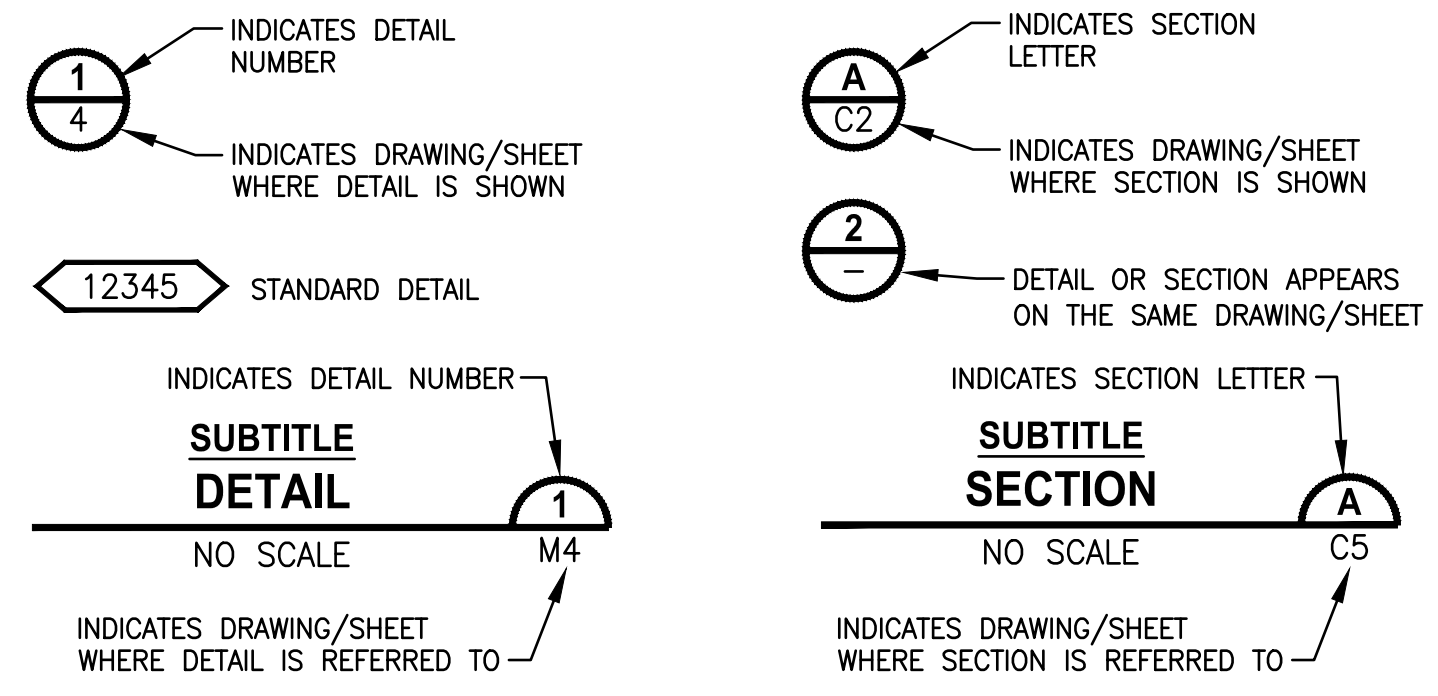 INDICATES DETAIL
NUMBER
1
4
INDICATES DRAWING/SHEET
WHERE DETAIL IS SHOWN
12345 STANDARD DETAIL
INDICATES DETAIL NUMBER
SUBTITLE
DETAIL
1
NO SCALE
M4
INDICATES DRAWING/SHEET
WHERE DETAIL IS REFERRED TO
INDICATES SECTION
LETTER
A
C2
INDICATES DRAWING/SHEET
WHERE SECTION IS SHOWN
2
–
DETAIL OR SECTION APPEARS
ON THE SAME DRAWING/SHEET
INDICATES SECTION LETTER
SUBTITLE
SECTION
A
NO SCALE
C5
INDICATES DRAWING/SHEET
WHERE SECTION IS REFERRED TO